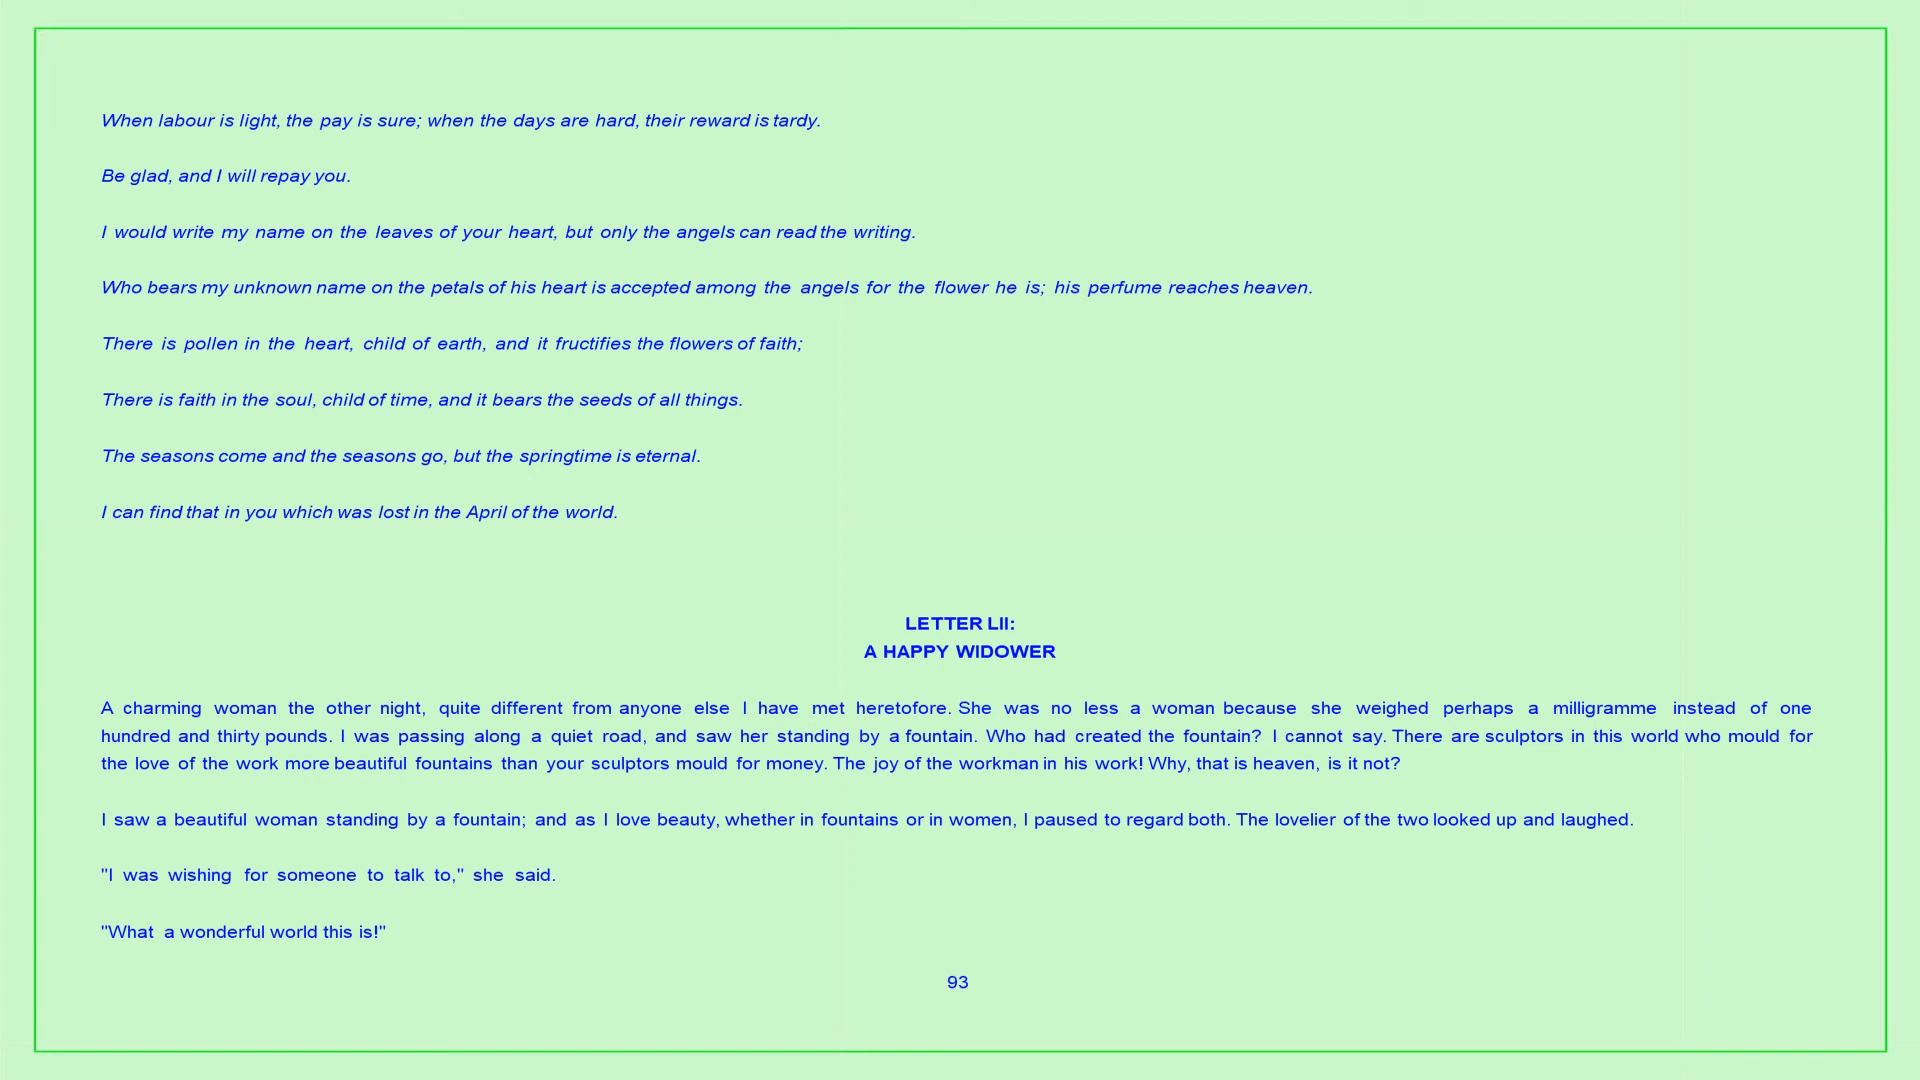 When labour is light, the pay is sure; when the days are hard, their reward is tardy.
Be glad, and I will repay you.
I would write my name on the leaves of your heart, but only the angels can read the writing.
Who bears my unknown name on the petals of his heart is accepted among the angels for the flower he is; his perfume reaches heaven.
There is pollen in the heart, child of earth, and it fructifies the flowers of faith;
There is faith in the soul, child of time, and it bears the seeds of all things.
The seasons come and the seasons go, but the springtime is eternal.
I can find that in you which was lost in the April of the world.
LETTER LII:
A HAPPY WIDOWER
A charming woman the other night, quite different from anyone else I have met heretofore. She was no less a woman because she weighed perhaps a milligramme instead of one
hundred and thirty pounds. I was passing along a quiet road, and saw her standing by a fountain. Who had created the fountain? I cannot say. There are sculptors in this world who mould for
the love of the work more beautiful fountains than your sculptors mould for money. The joy of the workman in his work! Why, that is heaven, is it not?
I saw a beautiful woman standing by a fountain; and as I love beauty, whether in fountains or in women, I paused to regard both. The lovelier of the two looked up and laughed.
"I was wishing for someone to talk to," she said.
"What a wonderful world this is!"
93